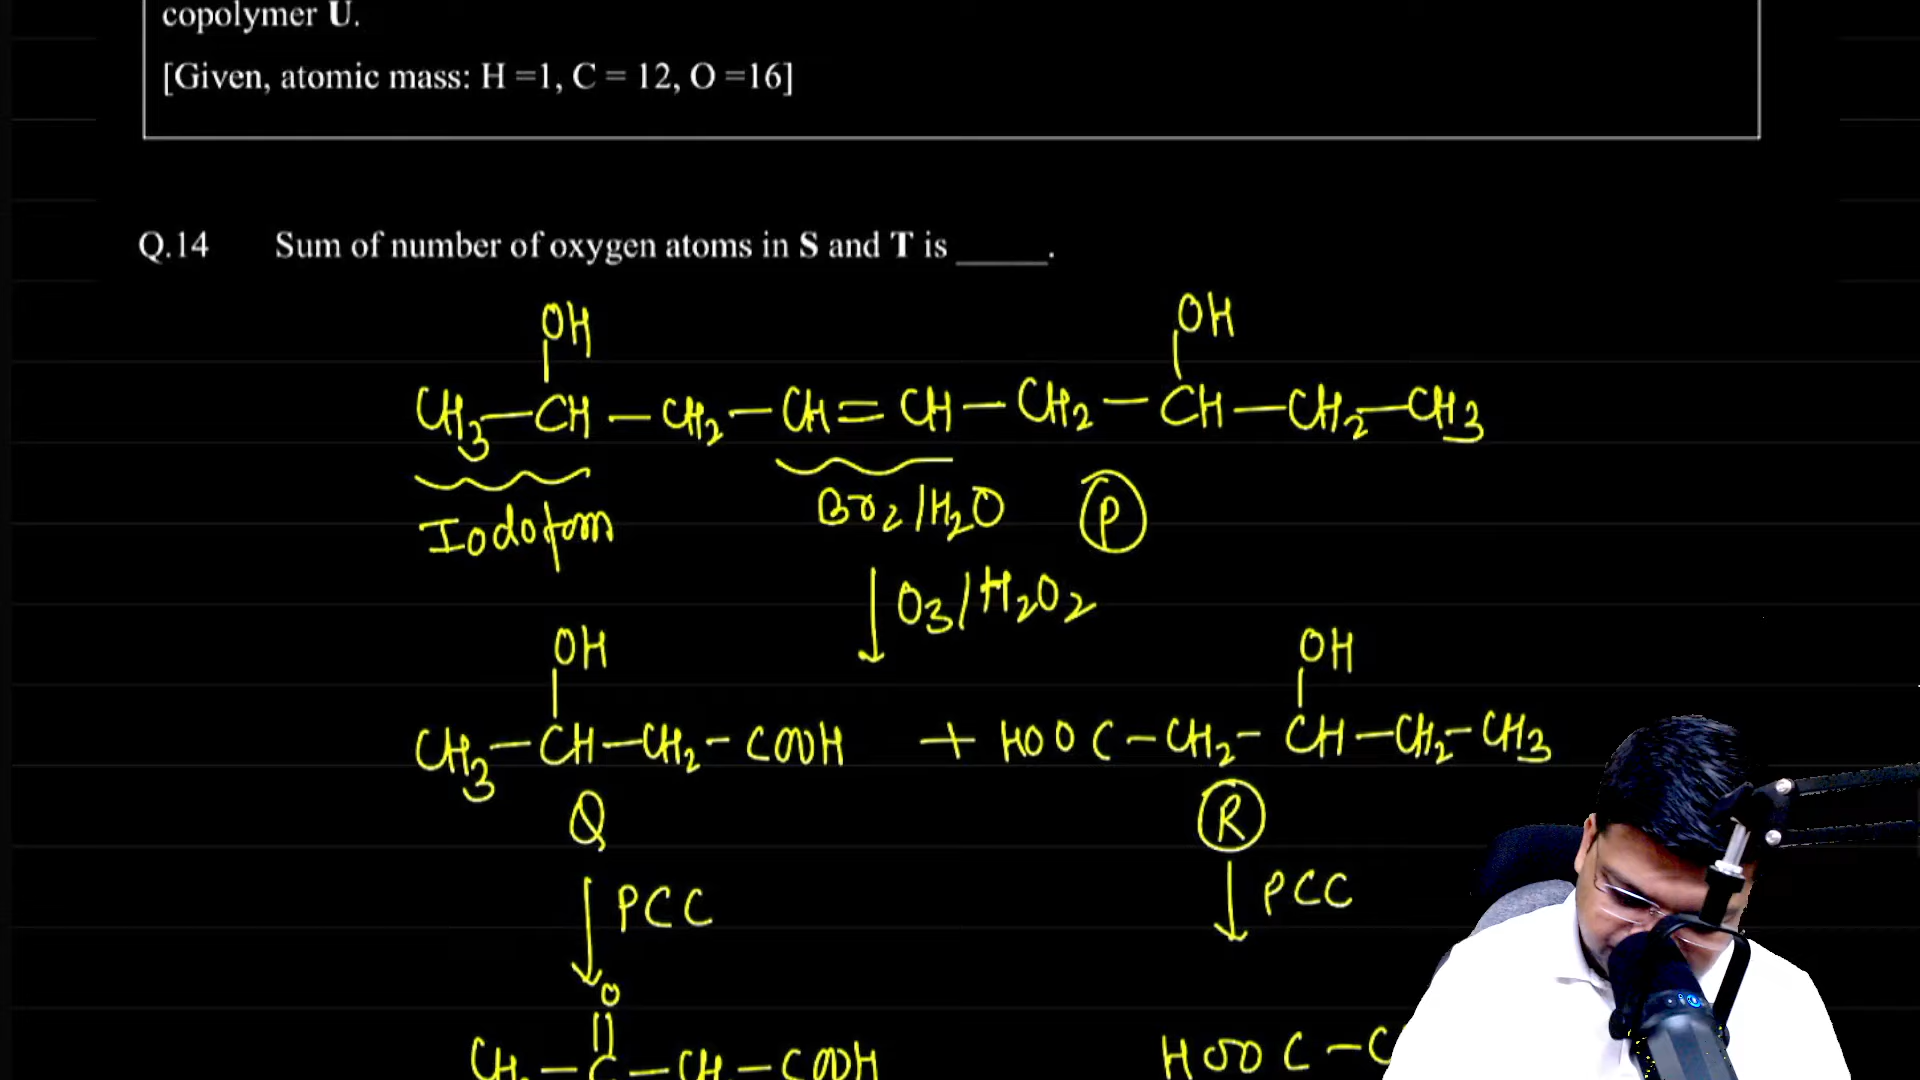 copolymer U.
[Given, atomic mass: H =1, C = 12, O =16]
Q.14 Sum of number of oxygen atoms in S and T is _____.
OH OH
CH3—CH—CH2—CH=CH—CH2—CH—CH2—CH3
Iodoform Br2/H2O P
O3/H2O2
OH OH
CH3—CH—CH2—COOH + HOOC—CH2—CH—CH2—CH3
Q R
PCC PCC
O
CH3—C—CH2—COOH HOOC—C